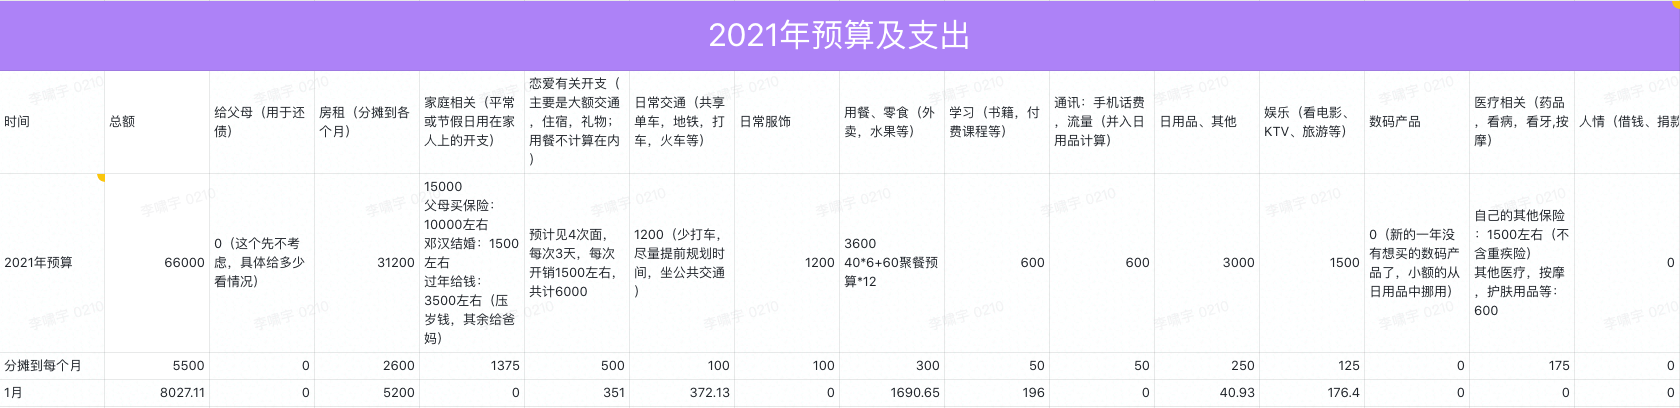 2021年预算及支出
时间
总额
给父母（用于还
债）
房租（分摊到各
个月）
家庭相关（平常
或节假日用在家
人上的开支）
恋爱有关开支（
主要是大额交通
，住宿，礼物；
用餐不计算在内
）
日常交通（共享
单车，地铁，打
车，火车等）
日常服饰
用餐、零食（外
卖，水果等）
学习（书籍，付
费课程等）
通讯：手机话费
，流量（并入日
用品计算）
日用品、其他
娱乐（看电影、
KTV、旅游等）
数码产品
医疗相关（药品
，看病，看牙,按
摩）
人情（借钱、捐款
2021年预算
66000
0（这个先不考
虑，具体给多少
看情况）
31200
15000
父母买保险：
10000左右
邓汉结婚：1500
左右
过年给钱：
3500左右（压
岁钱，其余给爸
妈）
预计见4次面，
每次3天，每次
开销1500左右，
共计6000
1200（少打车，
尽量提前规划时
间，坐公共交通
）
1200
3600
40*6+60聚餐预
算*12
600
600
3000
1500
0（新的一年没
有想买的数码产
品了，小额的从
日用品中挪用）
自己的其他保险
：1500左右（不
含重疾险）
其他医疗，按摩
，护肤用品等：
600
0
分摊到每个月
5500
0
2600
1375
500
100
100
300
50
50
250
125
0
175
0
1月
8027.11
0
5200
0
351
372.13
0
1690.65
196
0
40.93
176.4
0
0
0